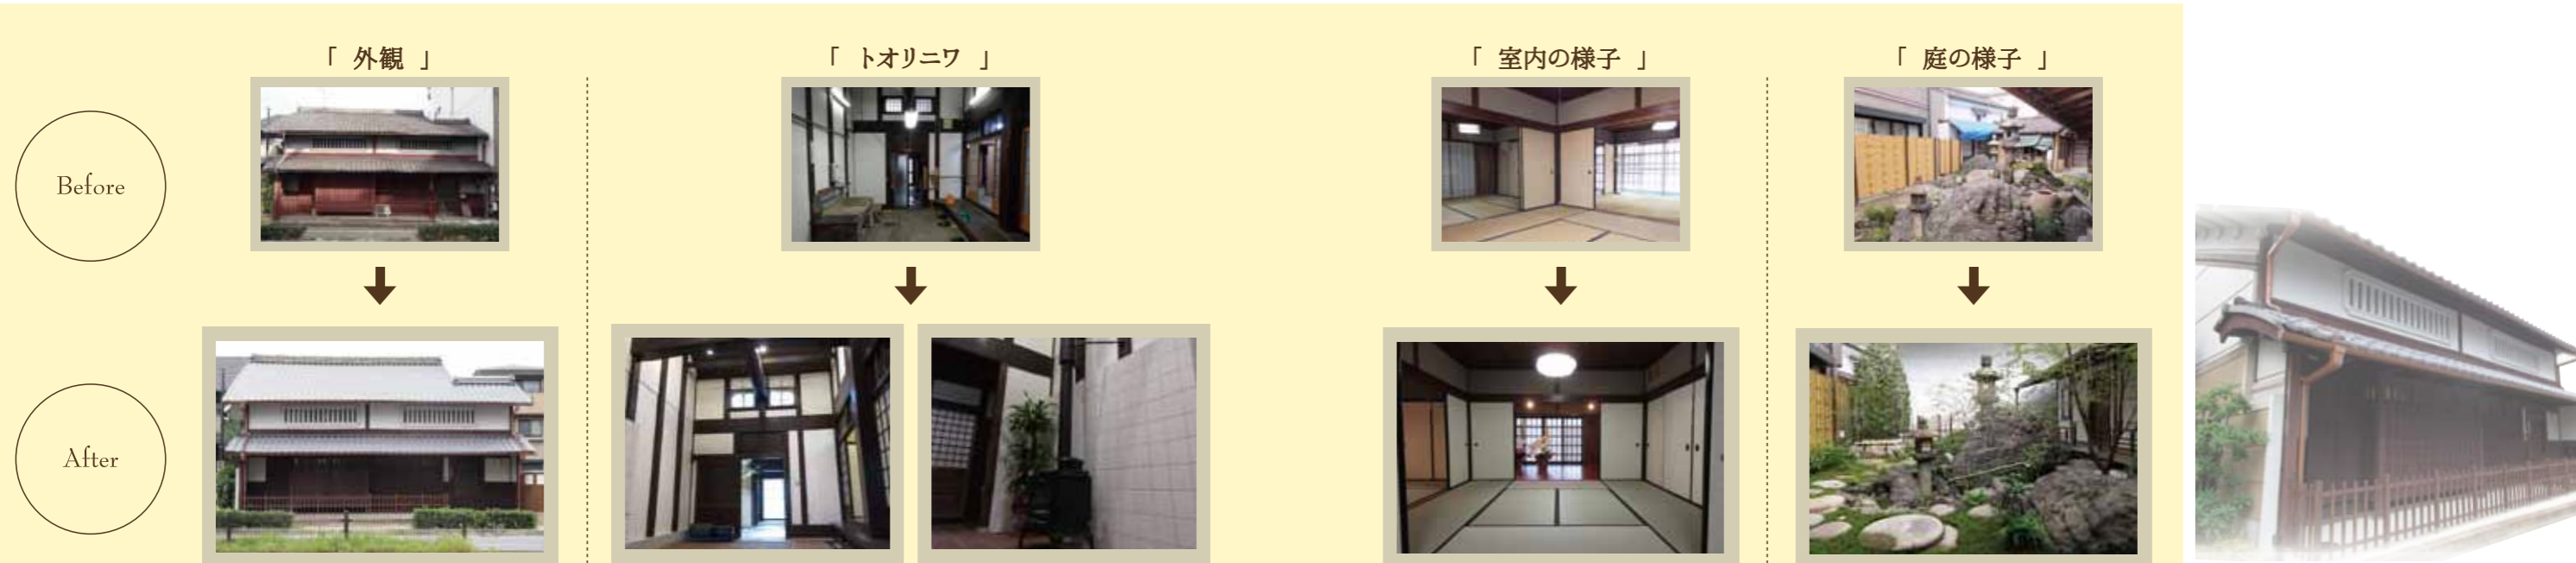 「 外観 」
「 トオリニワ 」
「 室内の様子 」
「 庭の様子 」
Before
After